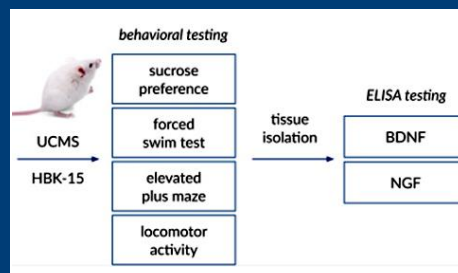 behavioral testing
sucrose
preference
UCMS
HBK-15
forced
swim test
elevated
plus maze
locomotor
activity
tissue
isolation
ELISA testing
BDNF
NGF